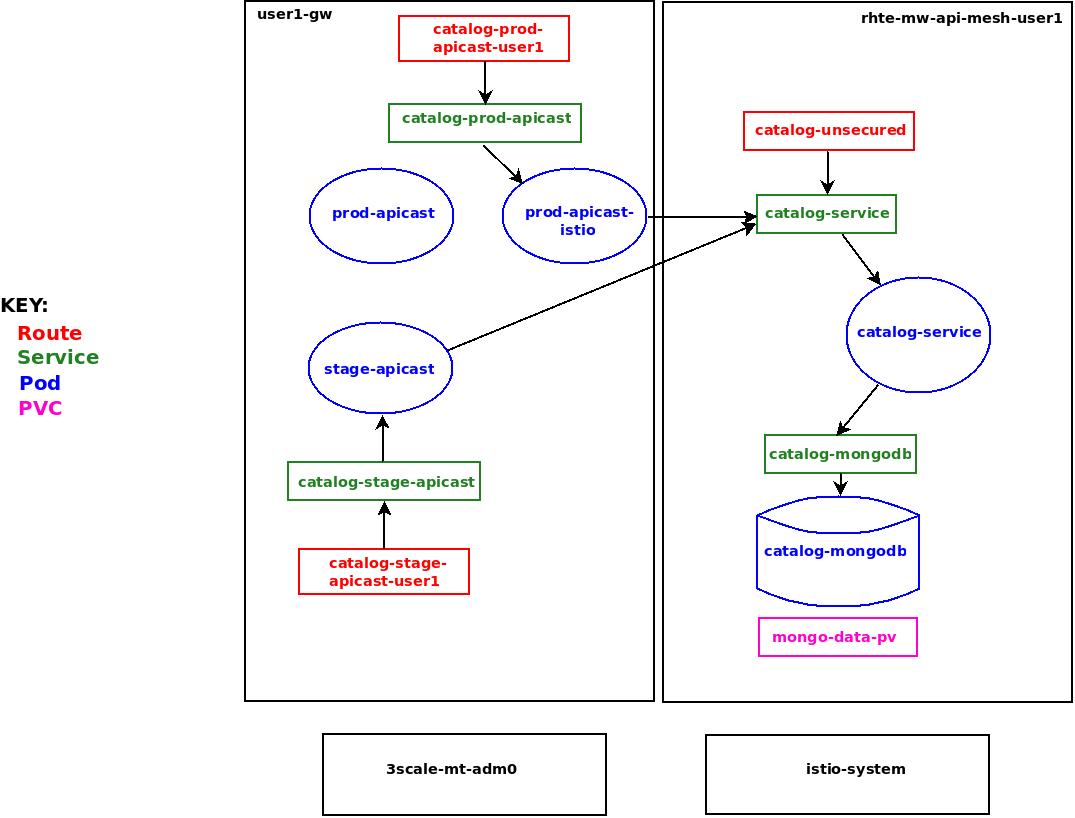 user1-gw
catalog-prod-
apicast-user1
catalog-prod-apicast
prod-apicast
prod-apicast-
istio
stage-apicast
catalog-stage-apicast
catalog-stage-
apicast-user1
rhte-mw-api-mesh-user1
catalog-unsecured
catalog-service
catalog-service
catalog-mongodb
catalog-mongodb
mongo-data-pv
KEY:
Route
Service
Pod
PVC
3scale-mt-adm0
istio-system